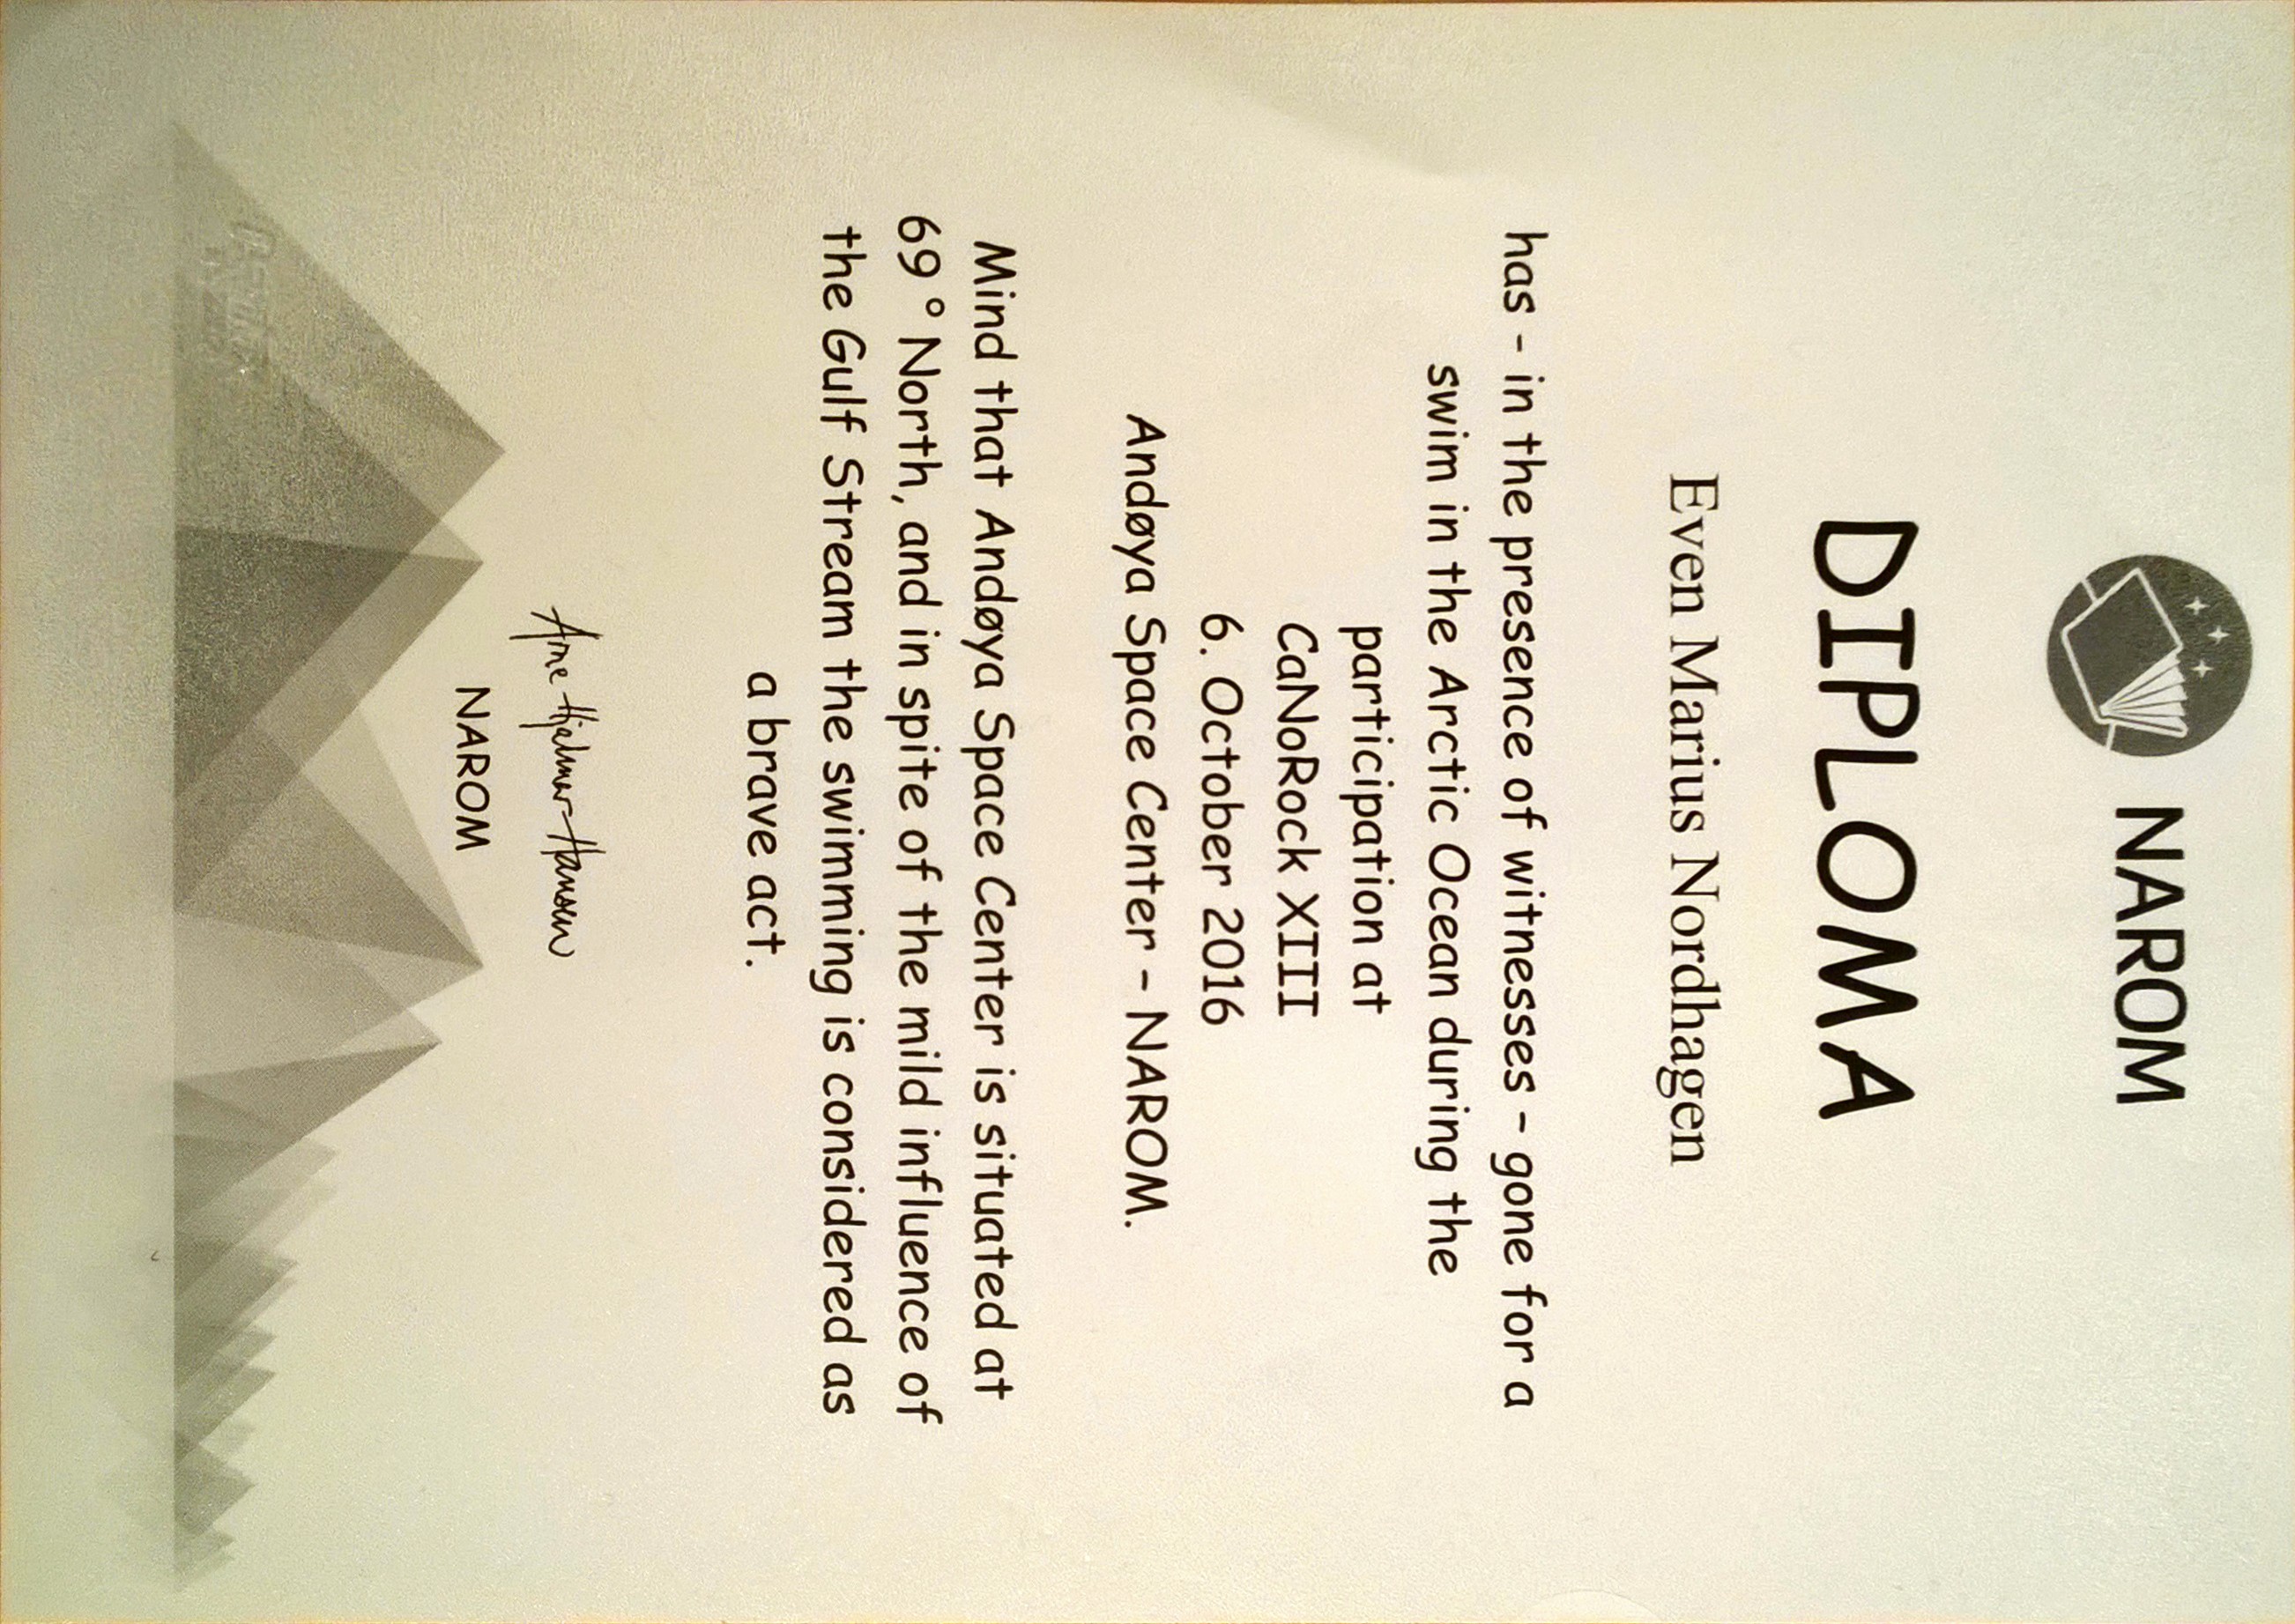 NAROM
DIPLOMA
Even Marius Nordhagen
has - in the presence of witnesses - gone for a
swim in the Arctic Ocean during the
participation at
CaNoRock XIII
6. October 2016
Andøya Space Center - NAROM.
Mind that Andøya Space Center is situated at
69 ° North, and in spite of the mild influence of
the Gulf Stream the swimming is considered as
a brave act.
Arne Hjalmar Hansen
NAROM